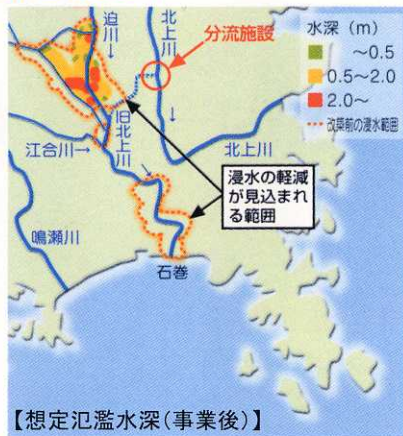 迫川→
北上川
分流施設
水深（m）
～0.5
0.5～2.0
2.0～
改築前の浸水範囲
旧北上川
江合川→
北上川
浸水の軽減
が見込まれ
る範囲
鳴瀬川
石巻
【想定氾濫水深（事業後）】